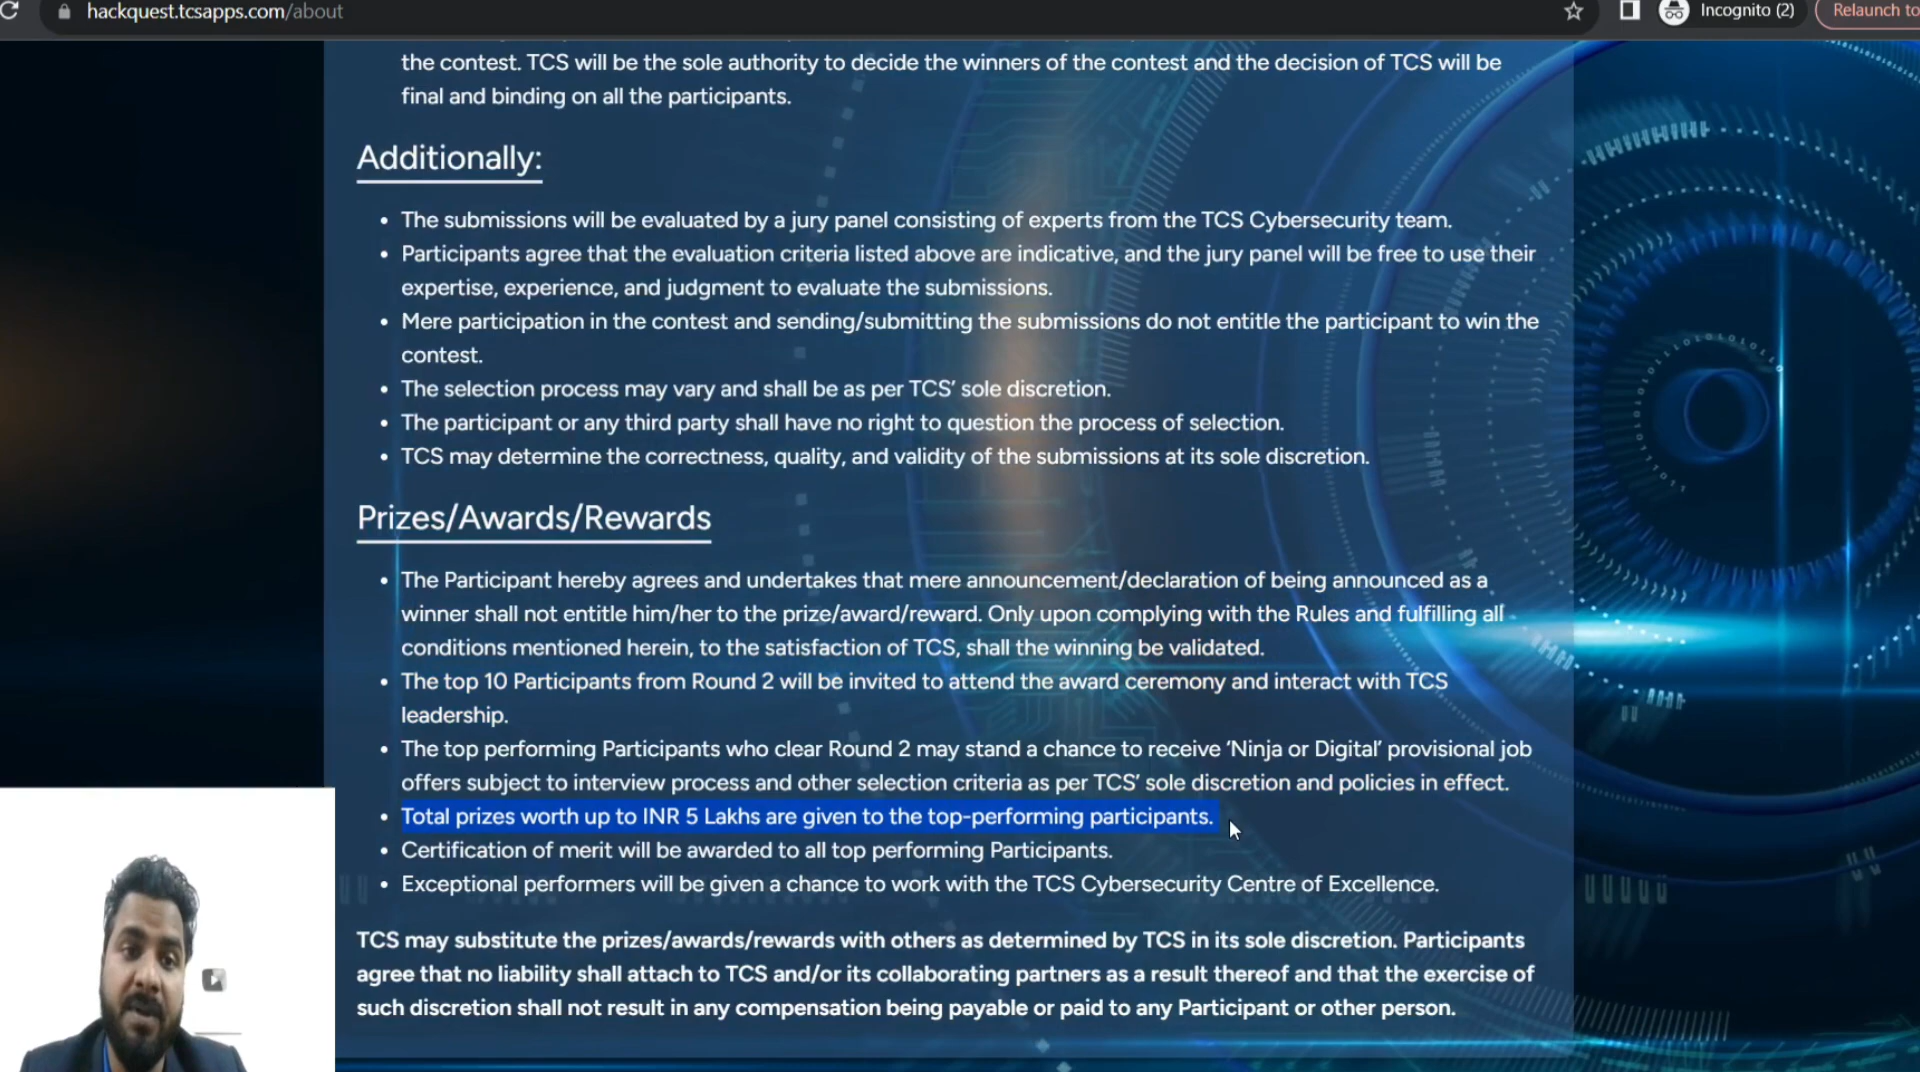 hackquest.tcsapps.com/about
Incognito (2)
Relaunch to
the contest. TCS will be the sole authority to decide the winners of the contest and the decision of TCS will be
final and binding on all the participants.
Additionally:
• The submissions will be evaluated by a jury panel consisting of experts from the TCS Cybersecurity team.
• Participants agree that the evaluation criteria listed above are indicative, and the jury panel will be free to use their
expertise, experience, and judgment to evaluate the submissions.
• Mere participation in the contest and sending/submitting the submissions do not entitle the participant to win the
contest.
• The selection process may vary and shall be as per TCS’ sole discretion.
• The participant or any third party shall have no right to question the process of selection.
• TCS may determine the correctness, quality, and validity of the submissions at its sole discretion.
Prizes/Awards/Rewards
• The Participant hereby agrees and undertakes that mere announcement/declaration of being announced as a
winner shall not entitle him/her to the prize/award/reward. Only upon complying with the Rules and fulfilling all
conditions mentioned herein, to the satisfaction of TCS, shall the winning be validated.
• The top 10 Participants from Round 2 will be invited to attend the award ceremony and interact with TCS
leadership.
• The top performing Participants who clear Round 2 may stand a chance to receive ‘Ninja or Digital’ provisional job
offers subject to interview process and other selection criteria as per TCS’ sole discretion and policies in effect.
• Total prizes worth up to INR 5 Lakhs are given to the top-performing participants.
• Certification of merit will be awarded to all top performing Participants.
• Exceptional performers will be given a chance to work with the TCS Cybersecurity Centre of Excellence.
TCS may substitute the prizes/awards/rewards with others as determined by TCS in its sole discretion. Participants
agree that no liability shall attach to TCS and/or its collaborating partners as a result thereof and that the exercise of
such discretion shall not result in any compensation being payable or paid to any Participant or other person.